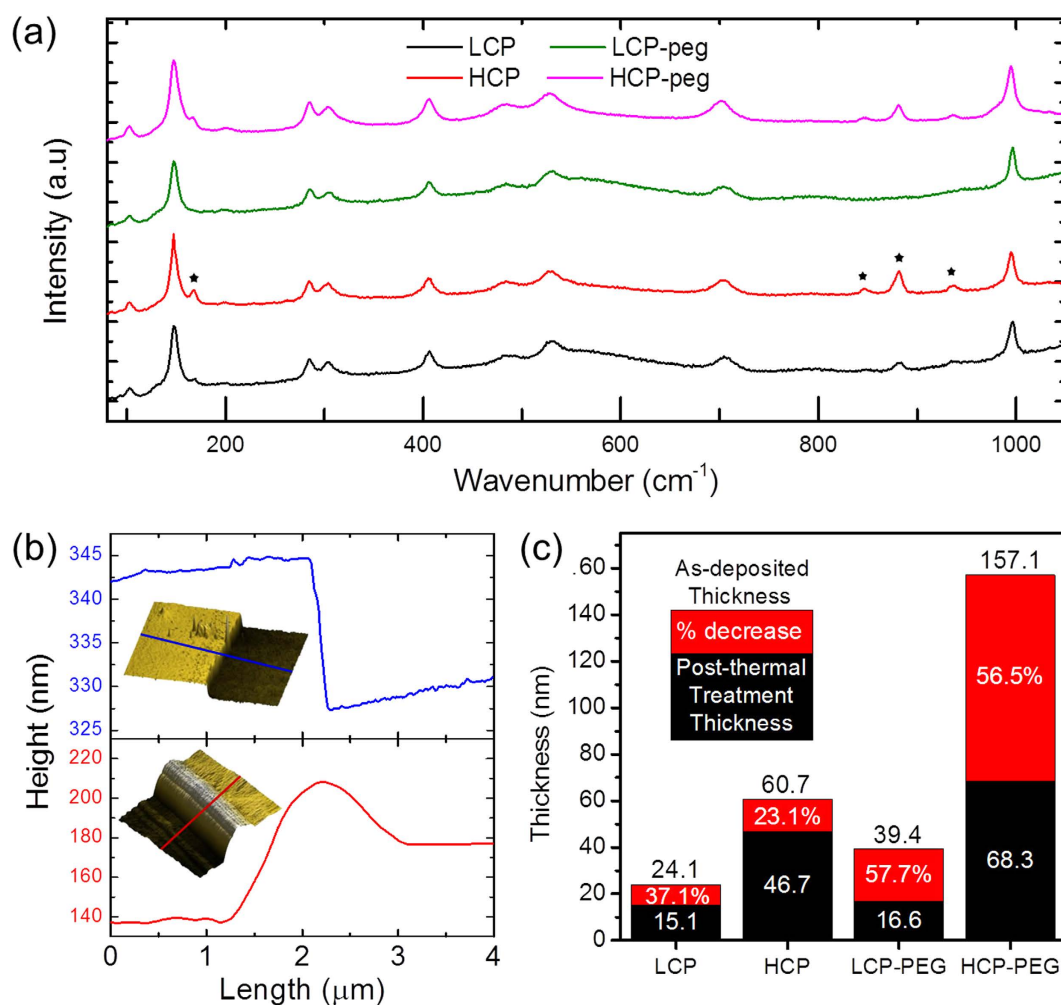 (a)
LCP LCP-peg
HCP HCP-peg
Intensity (a.u)
200 400 600 800 1000
Wavenumber (cm-1)
(b)
345
340
335
330
325
220
200
180
160
140
Height (nm)
0 1 2 3 4
Length (μm)
(c)
.60
140
120
100
80
60
40
20
0
Thickness (nm)
As-deposited
Thickness
% decrease
Post-thermal
Treatment
Thickness
157.1
56.5%
68.3
60.7
23.1%
46.7
39.4
57.7%
16.6
24.1
37.1%
15.1
LCP HCP LCP-PEG HCP-PEG